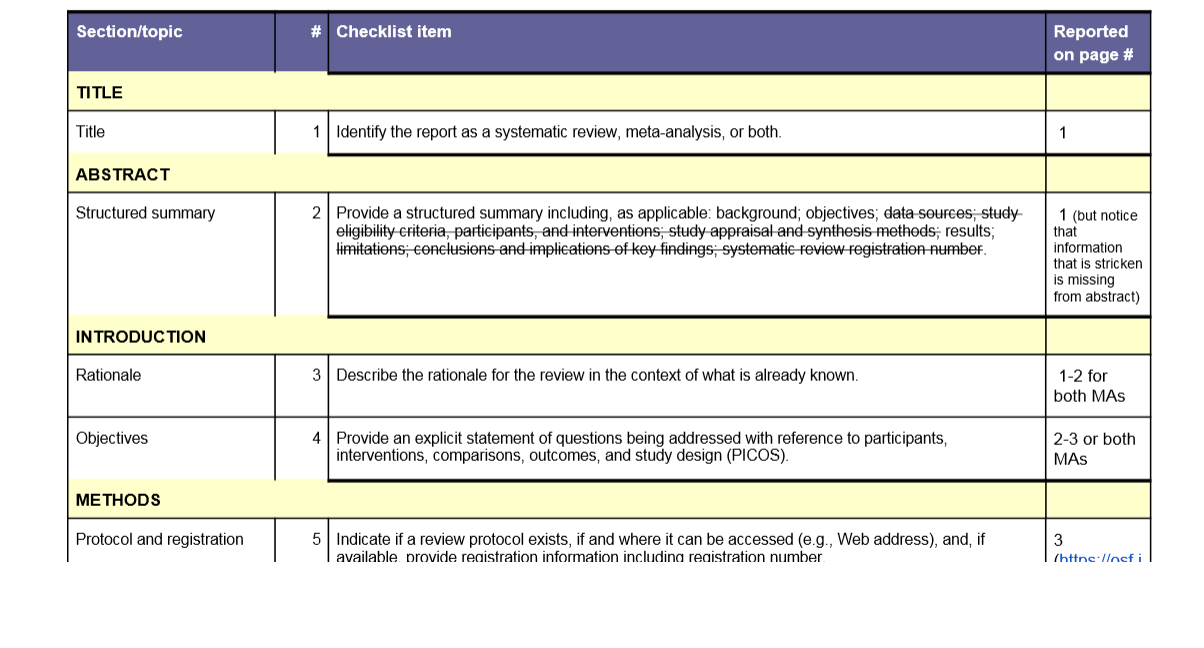 Section/topic # Checklist item Reported
on page #
TITLE
Title 1 Identify the report as a systematic review, meta-analysis, or both. 1
ABSTRACT
Structured summary 2 Provide a structured summary including, as applicable: background; objectives; data sources; study
eligibility criteria, participants, and interventions; study appraisal and synthesis methods; results;
limitations; conclusions and implications of key findings; systematic review registration number.
1 (but notice
that
information
that is stricken
is missing
from abstract)
INTRODUCTION
Rationale 3 Describe the rationale for the review in the context of what is already known. 1-2 for
both MAs
Objectives 4 Provide an explicit statement of questions being addressed with reference to participants,
interventions, comparisons, outcomes, and study design (PICOS).
2-3 or both
MAs
METHODS
Protocol and registration 5 Indicate if a review protocol exists, if and where it can be accessed (e.g., Web address), and, if
available, provide registration information including registration number.
3
(https://osf.i